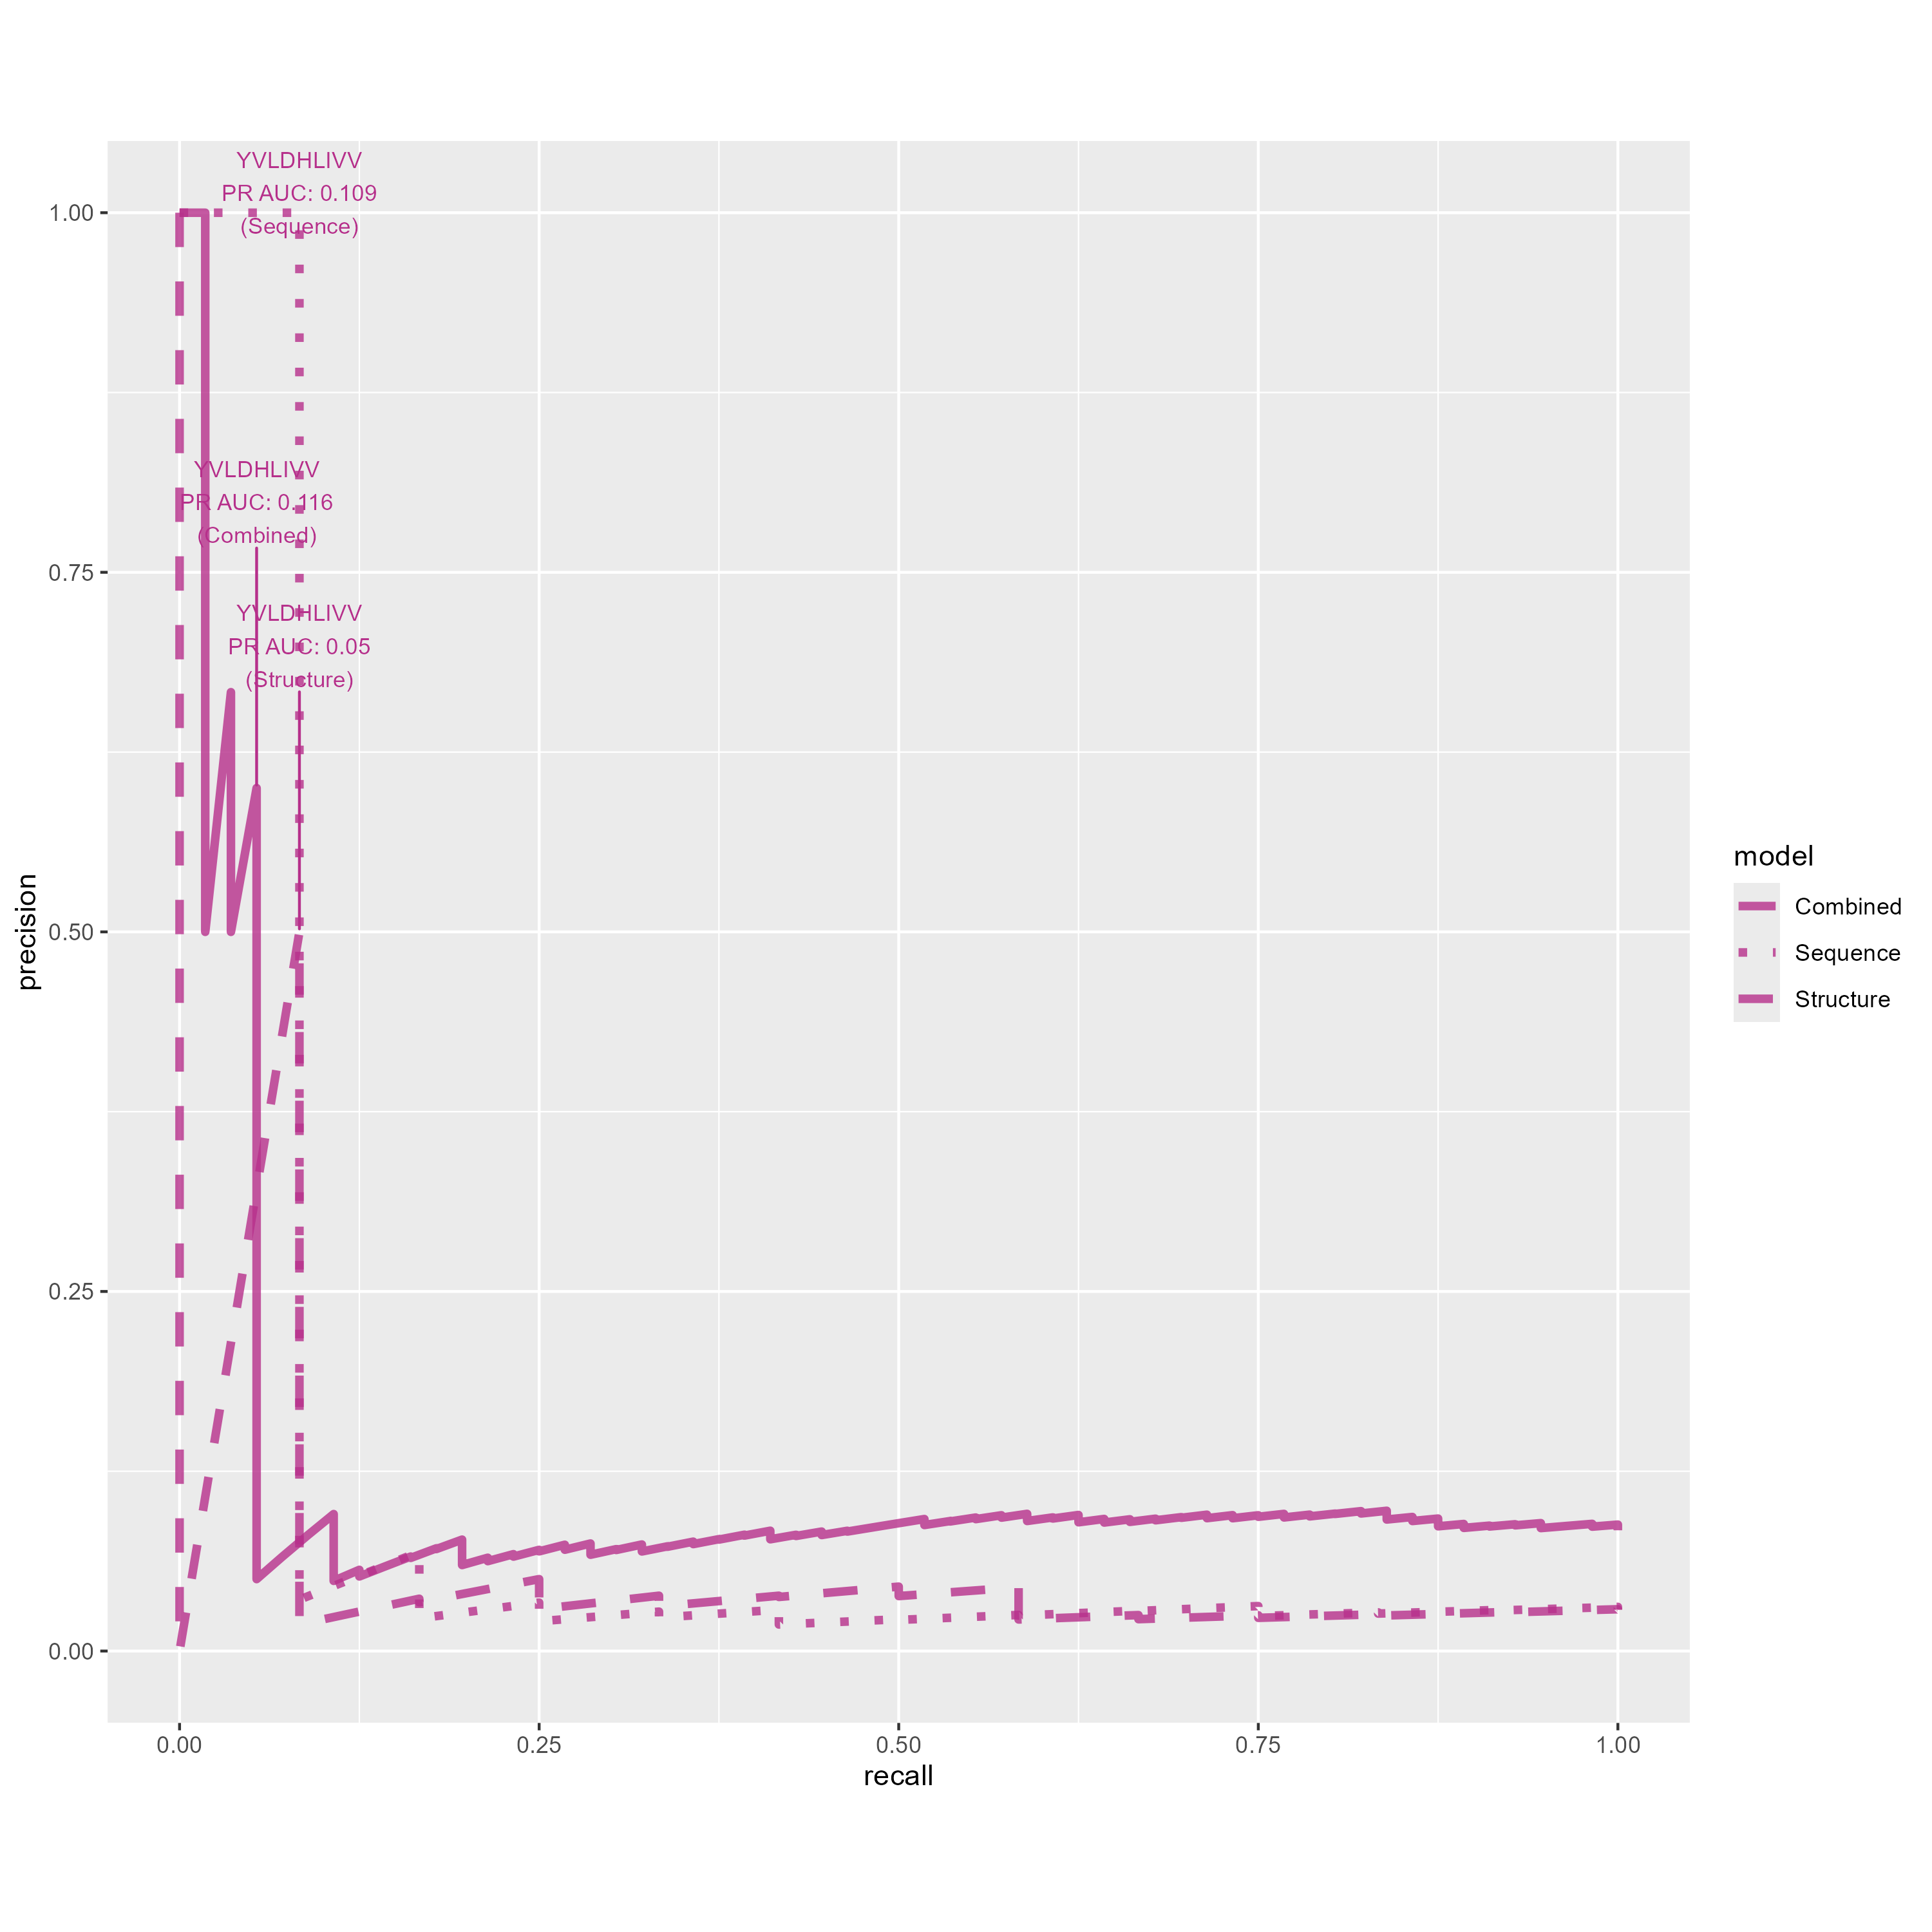 YVLDHLIVV
PR AUC: 0.109
(Sequence)
YVLDHLIVV
PR AUC: 0.116
(Combined)
YVLDHLIVV
PR AUC: 0.05
(Structure)
1.00
0.75
0.50
0.25
0.00
precision
0.00
0.25
0.50
0.75
1.00
recall
model
Combined
Sequence
Structure